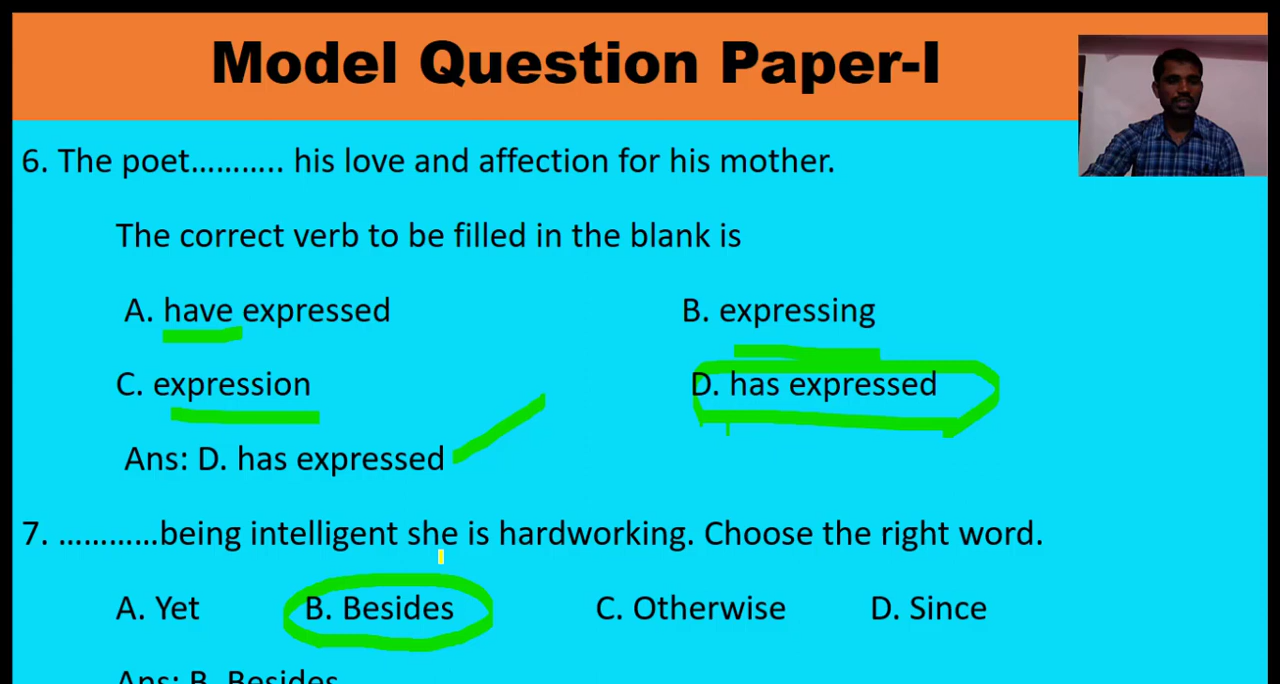 Model Question Paper-I
6. The poet……….. his love and affection for his mother.
The correct verb to be filled in the blank is
A. have expressed B. expressing
C. expression D. has expressed
Ans: D. has expressed
7. …………being intelligent she is hardworking. Choose the right word.
A. Yet B. Besides C. Otherwise D. Since
Ans: B. Besides